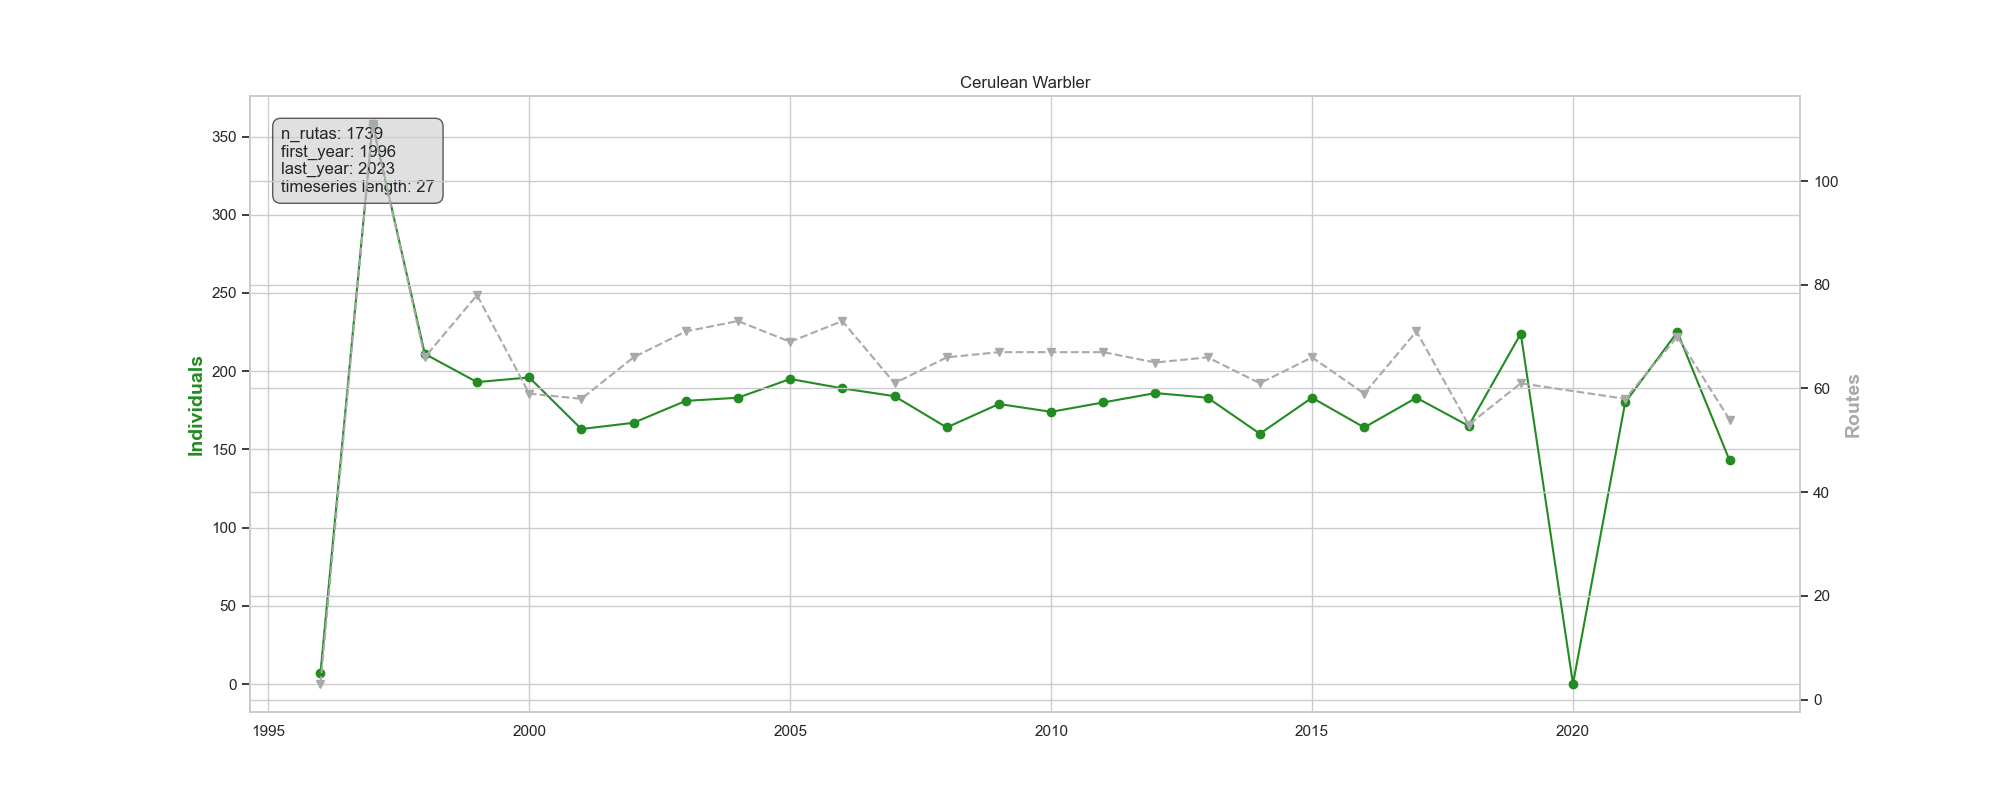 Cerulean Warbler
n_rutas: 1739
first_year: 1996
last_year: 2023
timeseries length: 27
350
300
250
200
150
100
50
0
Individuals
100
80
60
40
20
0
Routes
1995 2000 2005 2010 2015 2020